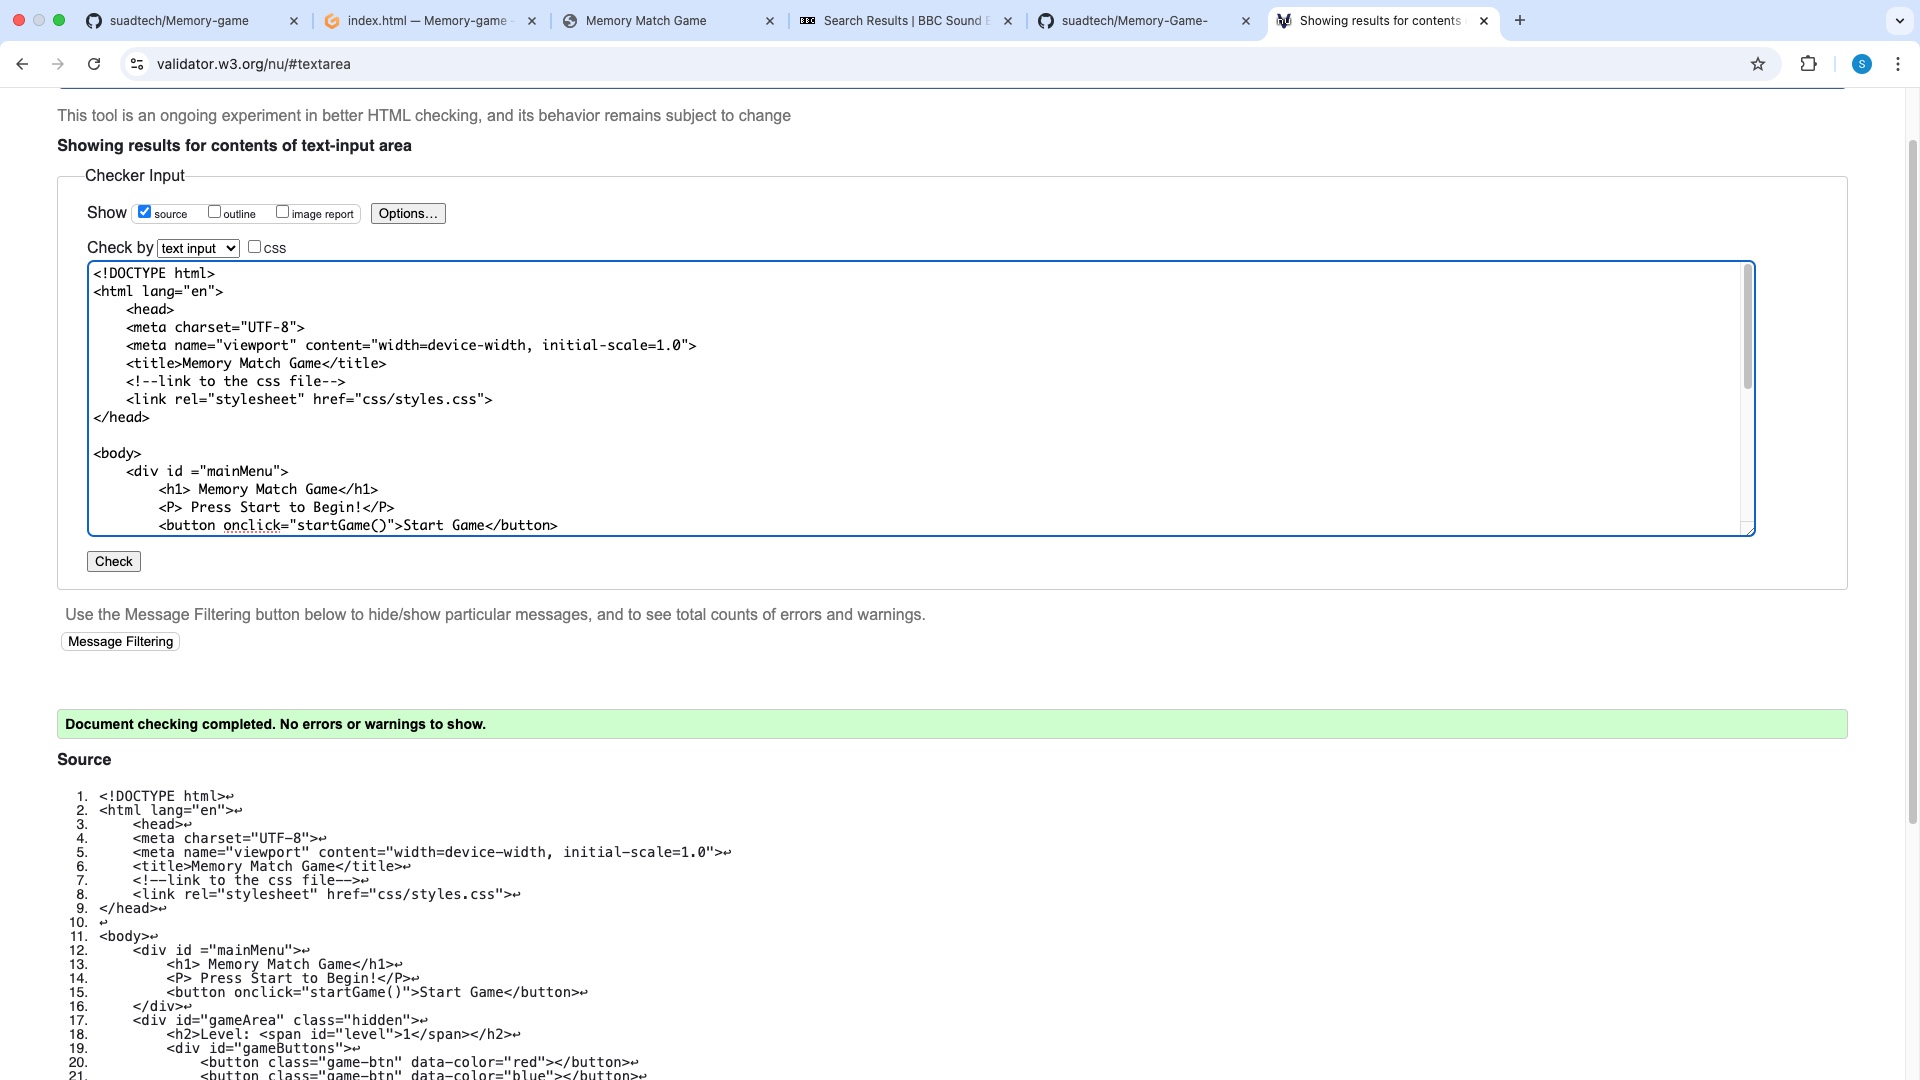 suadtech/Memory-game
index.html — Memory-game -
Memory Match Game
BBC Search Results | BBC Sound E
suadtech/Memory-Game-
Showing results for contents
validator.w3.org/nu/#textarea
S
This tool is an ongoing experiment in better HTML checking, and its behavior remains subject to change
Showing results for contents of text-input area
Checker Input
Show source outline image report Options...
Check by text input CSS
<!DOCTYPE html>
<html lang="en">
    <head>
    <meta charset="UTF-8">
    <meta name="viewport" content="width=device-width, initial-scale=1.0">
    <title>Memory Match Game</title>
    <!--link to the css file-->
    <link rel="stylesheet" href="css/styles.css">
</head>
<body>
    <div id ="mainMenu">
        <h1> Memory Match Game</h1>
        <P> Press Start to Begin!</P>
        <button onclick="startGame()">Start Game</button>
Check
Use the Message Filtering button below to hide/show particular messages, and to see total counts of errors and warnings.
Message Filtering
Document checking completed. No errors or warnings to show.
Source
1. <!DOCTYPE html>↩
2. <html lang="en">↩
3.     <head>↩
4.     <meta charset="UTF-8">↩
5.     <meta name="viewport" content="width=device-width, initial-scale=1.0">↩
6.     <title>Memory Match Game</title>↩
7.     <!--link to the css file-->↩
8.     <link rel="stylesheet" href="css/styles.css">↩
9. </head>↩
10. ↩
11. <body>↩
12.     <div id ="mainMenu">↩
13.         <h1> Memory Match Game</h1>↩
14.         <P> Press Start to Begin!</P>↩
15.         <button onclick="startGame()">Start Game</button>↩
16.     </div>↩
17.     <div id="gameArea" class="hidden">↩
18.         <h2>Level: <span id="level">1</span></h2>↩
19.         <div id="gameButtons">↩
20.             <button class="game-btn" data-color="red"></button>↩
21.             <button class="game-btn" data-color="blue"></button>↩